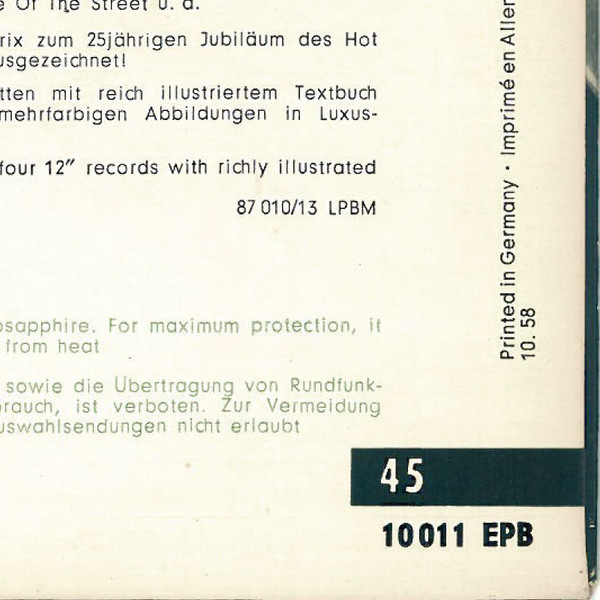 Of The Street u. a.
rix zum 25jährigen Jubiläum des Hot
usgezeichnet!
tten mit reich illustriertem Textbuch
mehrfarbigen Abbildungen in Luxus-
four 12" records with richly illustrated
87 010/13 LPBM
osapphire. For maximum protection, it
from heat
sowie die Übertragung von Rundfunk-
brauch, ist verboten. Zur Vermeidung
uswahlsendungen nicht erlaubt
Printed in Germany · Imprimé en Allem
10. 58
45
10011 EPB